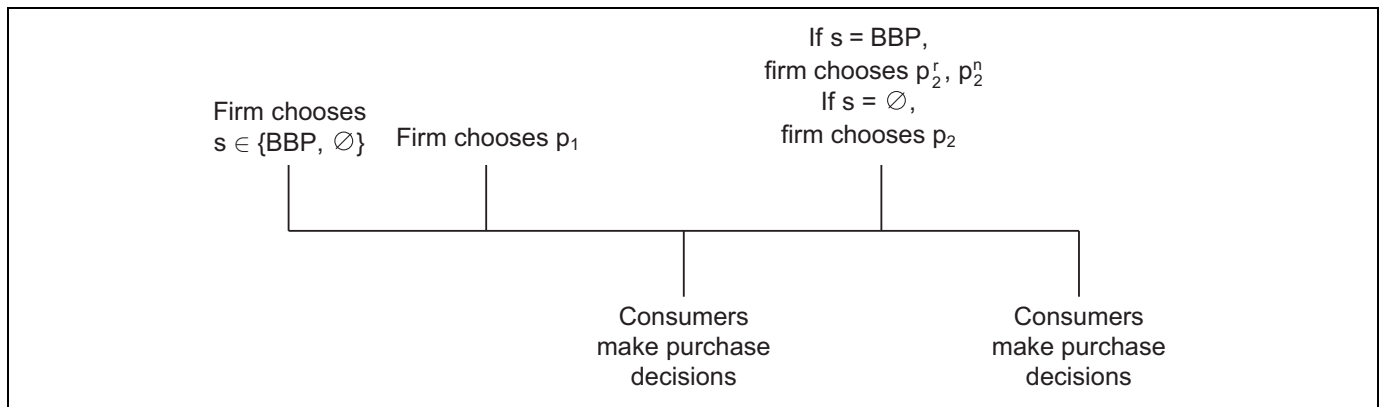 Firm chooses
s ∈ {BBP, ∅}
Firm chooses p₁
If s = BBP,
firm chooses p₂ʳ, p₂ⁿ
If s = ∅,
firm chooses p₂
Consumers
make purchase
decisions
Consumers
make purchase
decisions